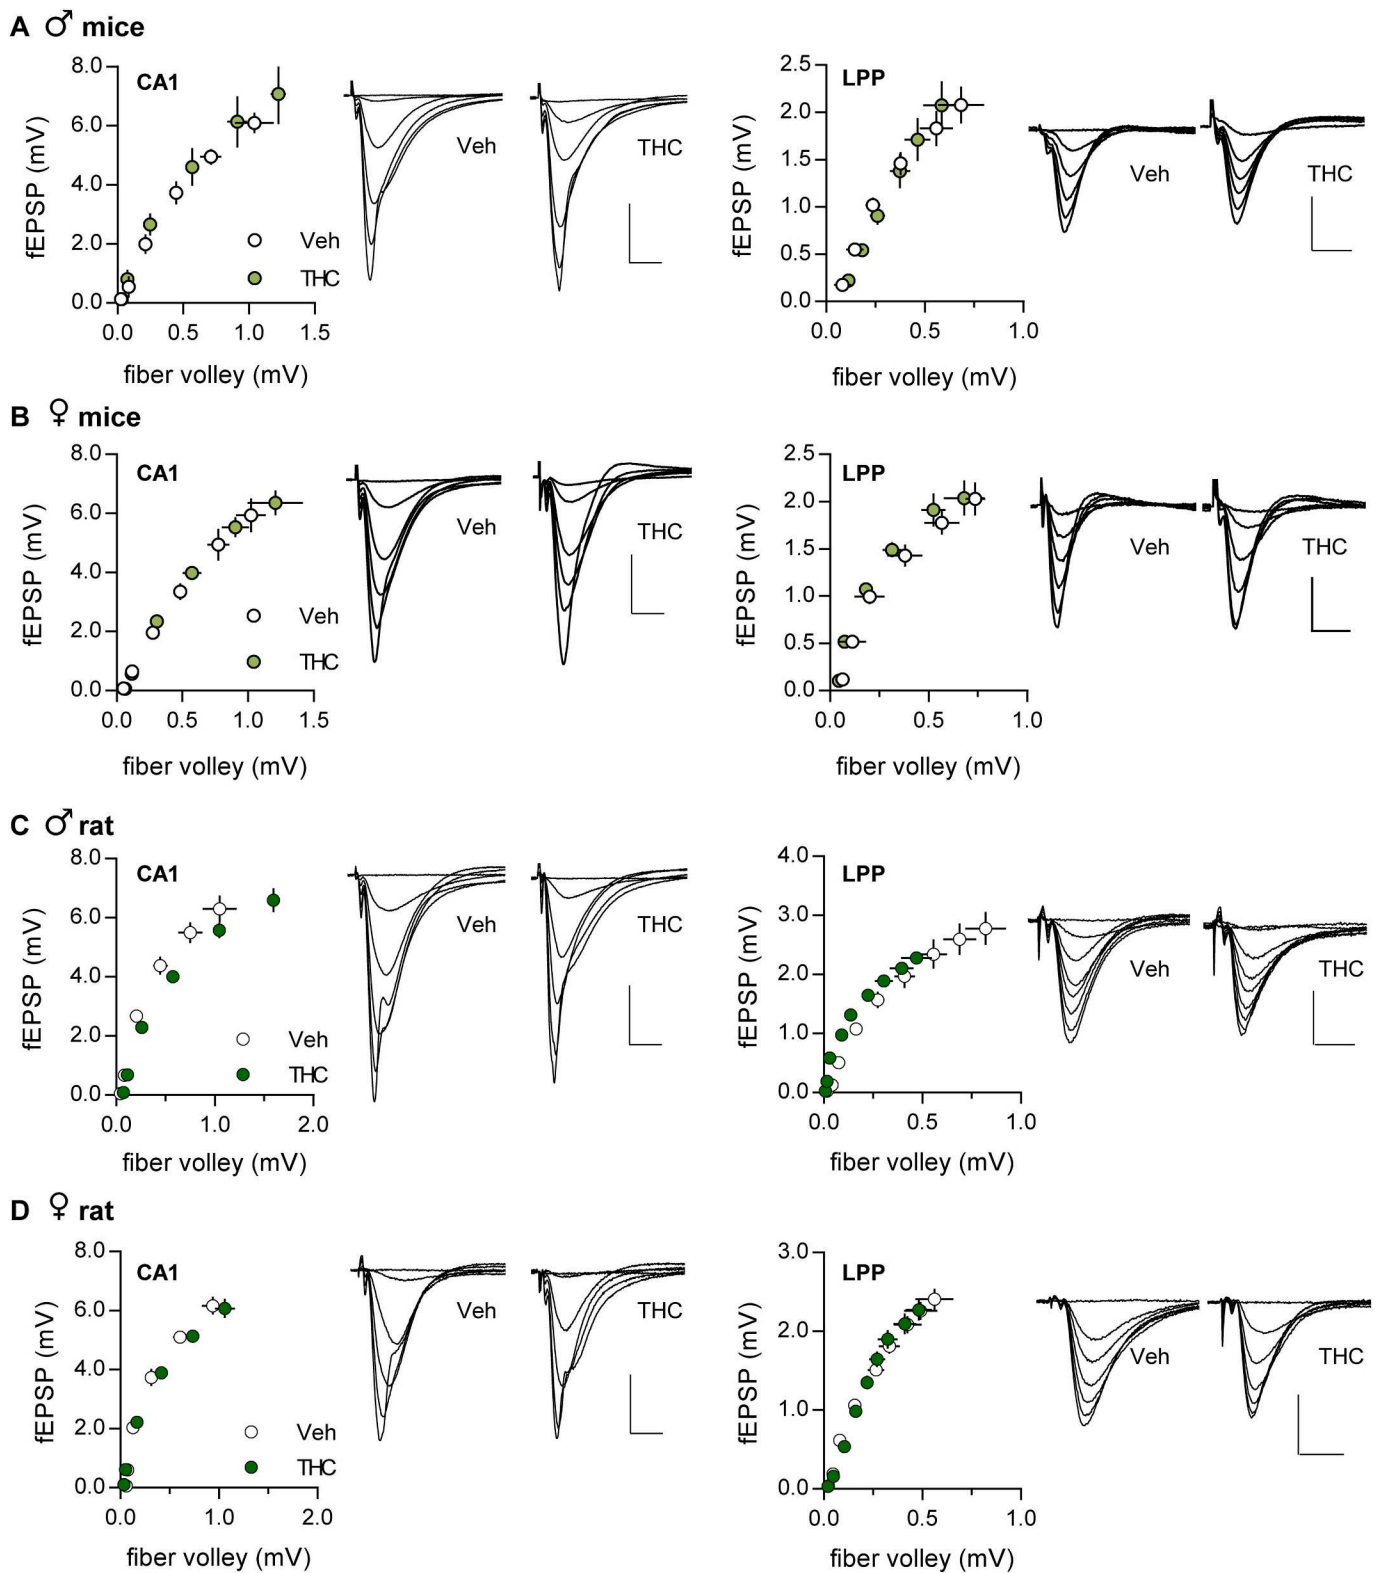 A ♂ mice
CA1
fEPSP (mV)
8.0
6.0
4.0
2.0
0.0
0.0 0.5 1.0 1.5
fiber volley (mV)
Veh
THC
Veh
THC
LPP
fEPSP (mV)
2.5
2.0
1.5
1.0
0.5
0.0
0.0 0.5 1.0
fiber volley (mV)
Veh
THC
B ♀ mice
CA1
fEPSP (mV)
8.0
6.0
4.0
2.0
0.0
0.0 0.5 1.0 1.5
fiber volley (mV)
Veh
THC
Veh
THC
LPP
fEPSP (mV)
2.5
2.0
1.5
1.0
0.5
0.0
0.0 0.5 1.0
fiber volley (mV)
Veh
THC
C ♂ rat
CA1
fEPSP (mV)
8.0
6.0
4.0
2.0
0.0
0.0 1.0 2.0
fiber volley (mV)
Veh
THC
Veh
THC
LPP
fEPSP (mV)
4.0
3.0
2.0
1.0
0.0
0.0 0.5 1.0
fiber volley (mV)
Veh
THC
D ♀ rat
CA1
fEPSP (mV)
8.0
6.0
4.0
2.0
0.0
0.0 1.0 2.0
fiber volley (mV)
Veh
THC
Veh
THC
LPP
fEPSP (mV)
3.0
2.0
1.0
0.0
0.0 0.5 1.0
fiber volley (mV)
Veh
THC